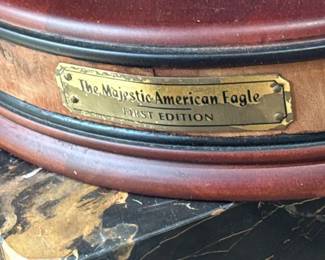 The Majestic American Eagle
FIRST EDITION